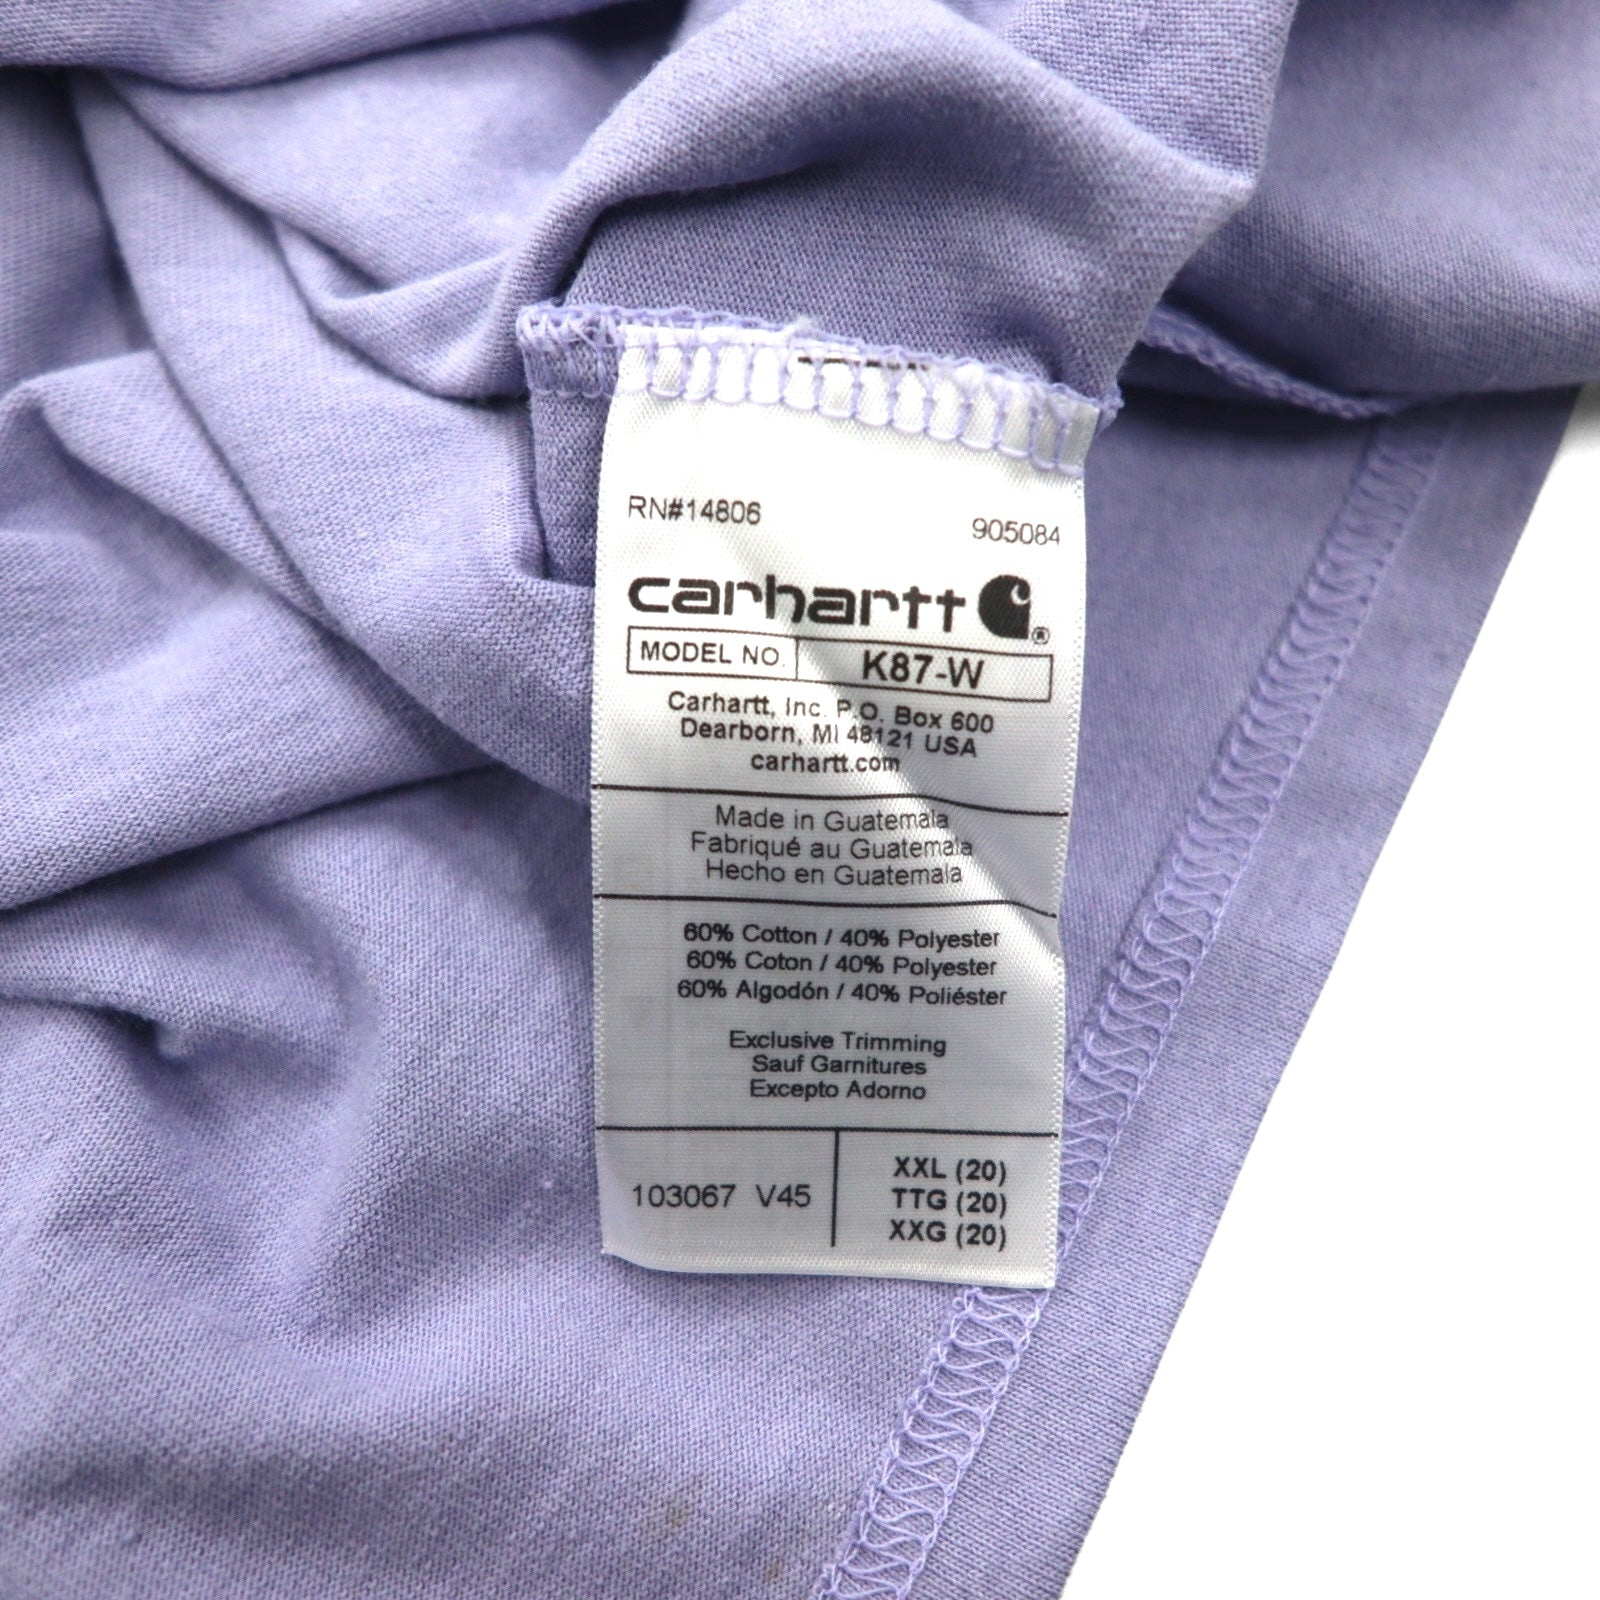 RN#14806 905084
carhartt ®
MODEL NO. K87-W
Carhartt, Inc. P.O. Box 600
Dearborn, MI 48121 USA
carhartt.com
Made in Guatemala
Fabriqué au Guatemala
Hecho en Guatemala
60% Cotton / 40% Polyester
60% Coton / 40% Polyester
60% Algodón / 40% Poliéster
Exclusive Trimming
Sauf Garnitures
Excepto Adorno
103067 V45
XXL (20)
TTG (20)
XXG (20)